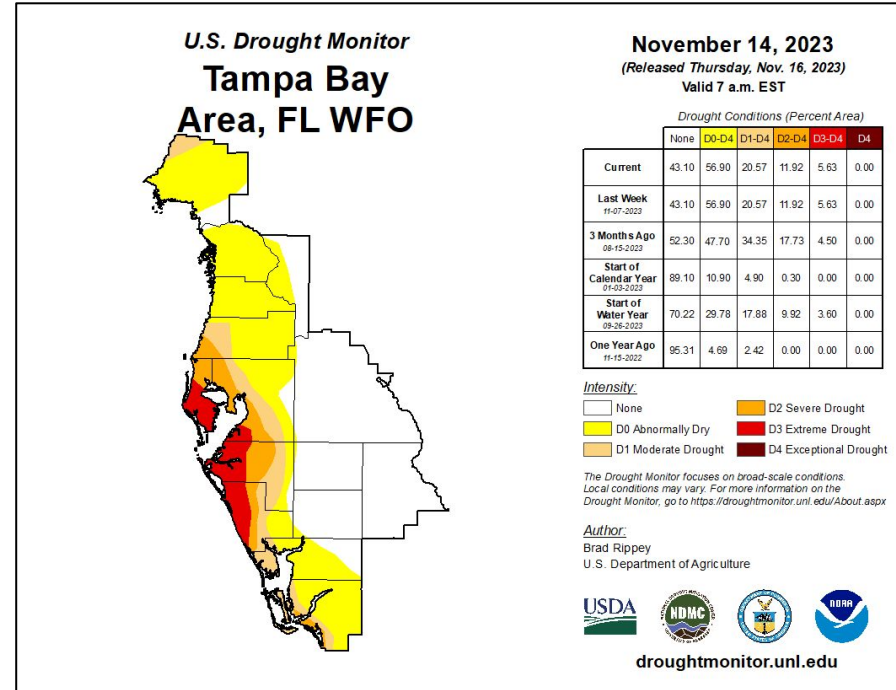 U.S. Drought Monitor
Tampa Bay
Area, FL WFO
November 14, 2023
(Released Thursday, Nov. 16, 2023)
Valid 7 a.m. EST
Drought Conditions (Percent Area)
None D0-D4 D1-D4 D2-D4 D3-D4 D4
Current 43.10 56.90 20.57 11.92 5.63 0.00
Last Week
11-07-2023 43.10 56.90 20.57 11.92 5.63 0.00
3 Months Ago
08-15-2023 52.30 47.70 34.35 17.73 4.50 0.00
Start of
Calendar Year
01-03-2023 89.10 10.90 4.90 0.30 0.00 0.00
Start of
Water Year
09-26-2023 70.22 29.78 17.88 9.92 3.60 0.00
One Year Ago
11-15-2022 95.31 4.69 2.42 0.00 0.00 0.00
Intensity:
None
D0 Abnormally Dry
D1 Moderate Drought
D2 Severe Drought
D3 Extreme Drought
D4 Exceptional Drought
The Drought Monitor focuses on broad-scale conditions.
Local conditions may vary. For more information on the
Drought Monitor, go to https://droughtmonitor.unl.edu/About.aspx
Author:
Brad Rippey
U.S. Department of Agriculture
USDA
NDMC
NOAA
droughtmonitor.unl.edu